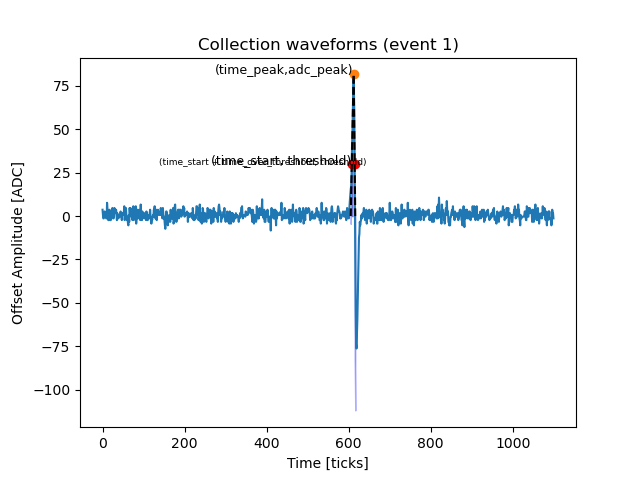 Collection waveforms (event 1)
Offset Amplitude [ADC]
75
50
25
0
−25
−50
−75
−100
(time_peak,adc_peak)
(time_start,threshold)
0
200
400
600
800
1000
Time [ticks]